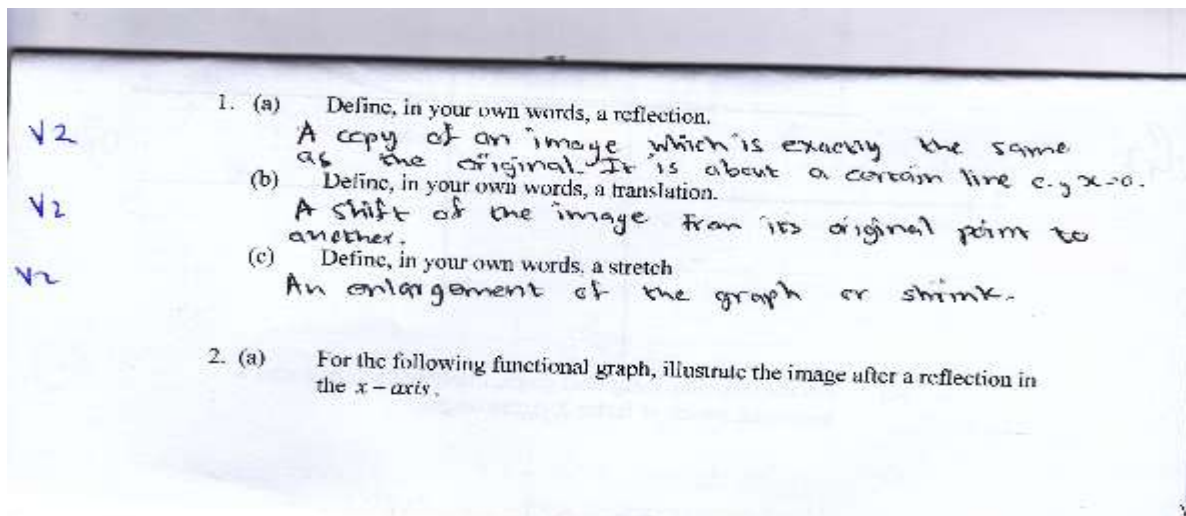 1. (a) Define, in your own words, a reflection.
√2 A copy of an image which is exactly the same
as the original. It is about a certain line e.g x=0.
(b) Define, in your own words, a translation.
√2 A shift of the image from its original point to
another.
(c) Define, in your own words, a stretch
√2 An enlargement of the graph or shrink.
2. (a) For the following functional graph, illustrate the image after a reflection in
the x – axis.